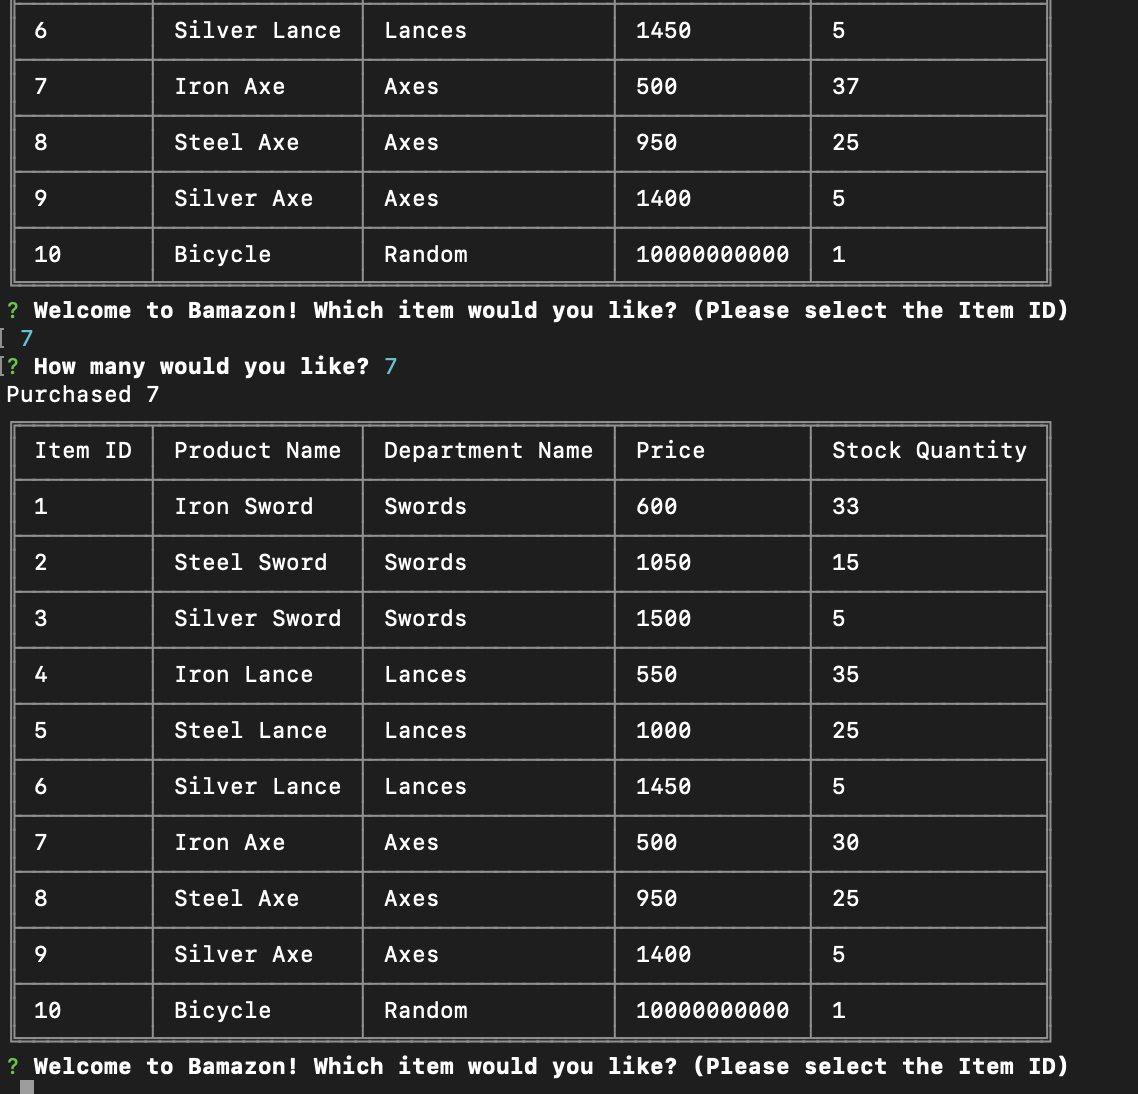 6 Silver Lance Lances 1450 5
7 Iron Axe Axes 500 37
8 Steel Axe Axes 950 25
9 Silver Axe Axes 1400 5
10 Bicycle Random 10000000000 1
? Welcome to Bamazon! Which item would you like? (Please select the Item ID)
[ 7
[? How many would you like? 7
Purchased 7
Item ID Product Name Department Name Price Stock Quantity
1 Iron Sword Swords 600 33
2 Steel Sword Swords 1050 15
3 Silver Sword Swords 1500 5
4 Iron Lance Lances 550 35
5 Steel Lance Lances 1000 25
6 Silver Lance Lances 1450 5
7 Iron Axe Axes 500 30
8 Steel Axe Axes 950 25
9 Silver Axe Axes 1400 5
10 Bicycle Random 10000000000 1
? Welcome to Bamazon! Which item would you like? (Please select the Item ID)